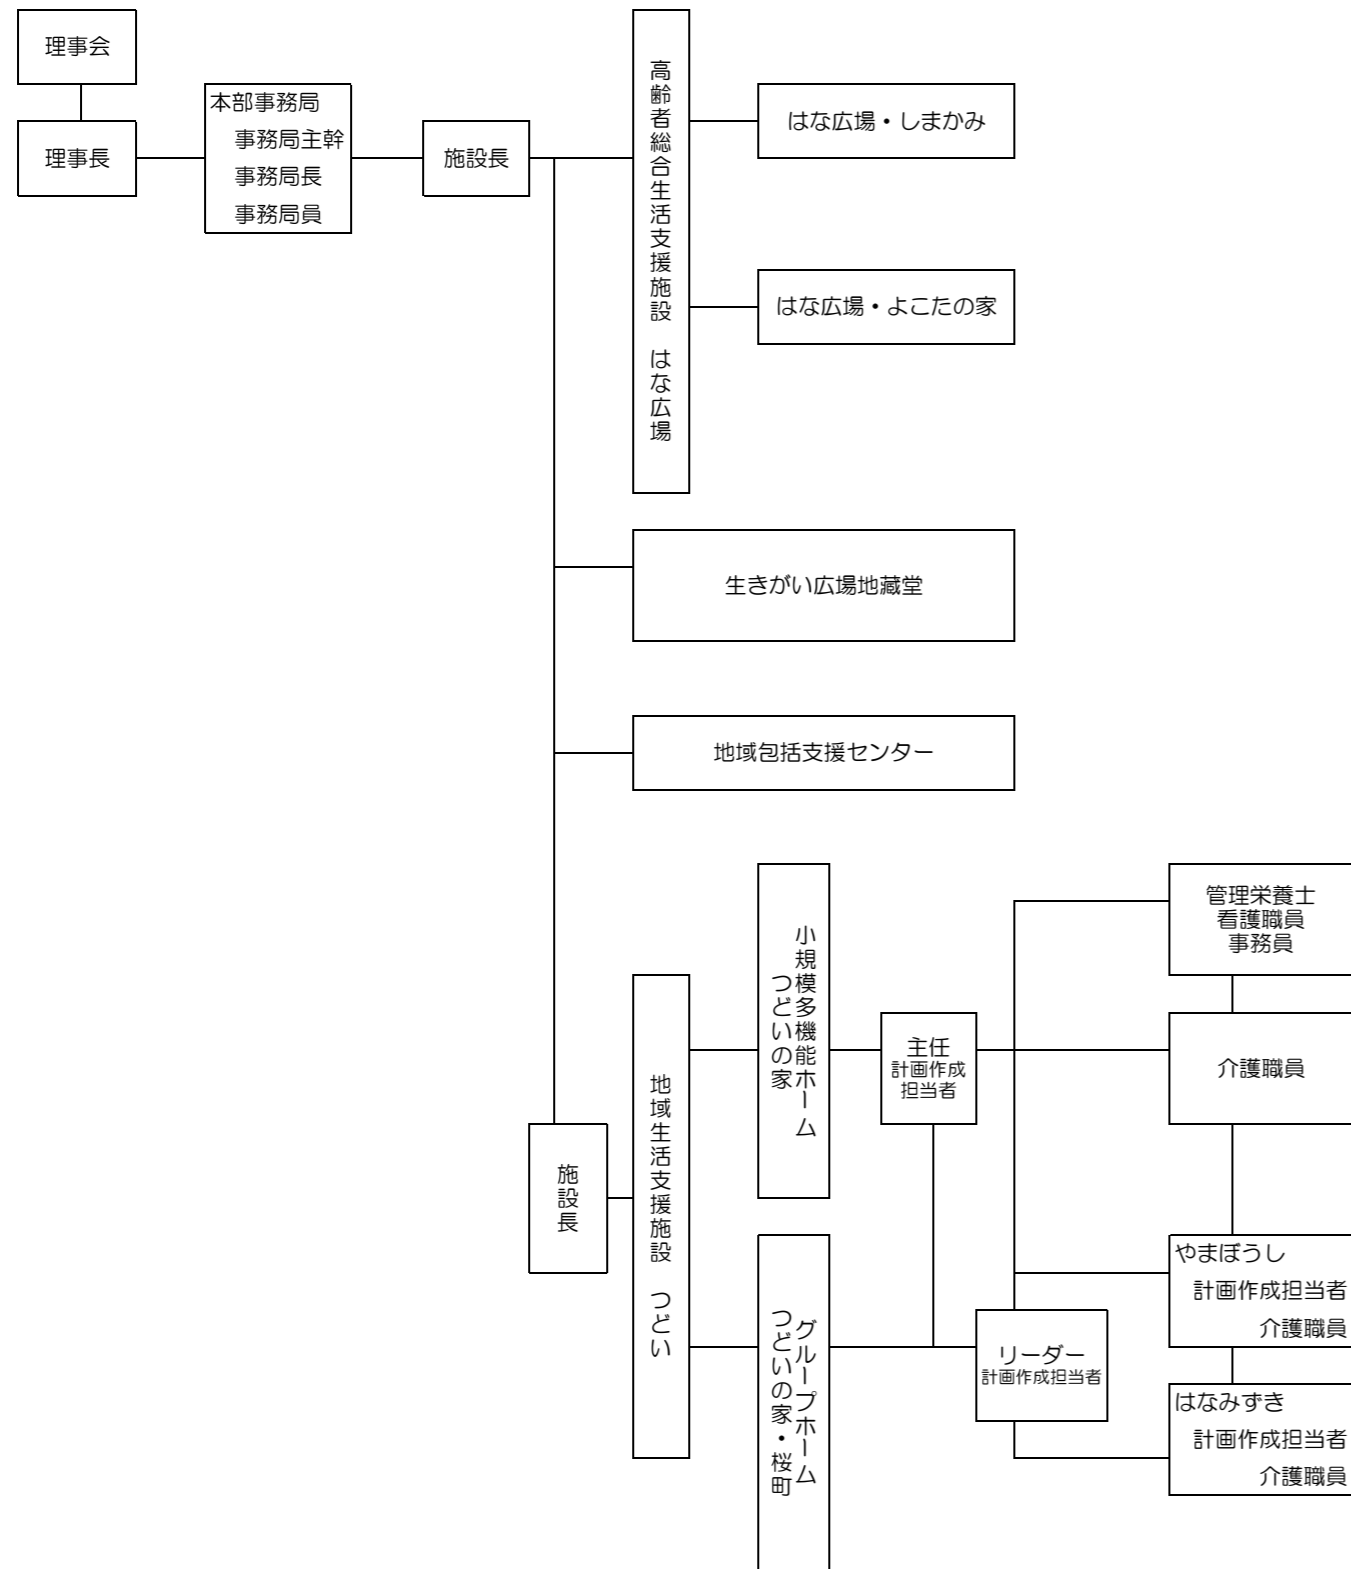 理事会
理事長
本部事務局
事務局主幹
事務局長
事務局員
施設長
高齢者総合生活支援施設　はな広場
はな広場・しまかみ
はな広場・よこたの家
生きがい広場地蔵堂
地域包括支援センター
施設長
地域生活支援施設　つどい
小規模多機能ホーム
つどいの家
主任
計画作成
担当者
管理栄養士
看護職員
事務員
介護職員
グループホーム
つどいの家・桜町
リーダー
計画作成担当者
やまぼうし
計画作成担当者
介護職員
はなみずき
計画作成担当者
介護職員